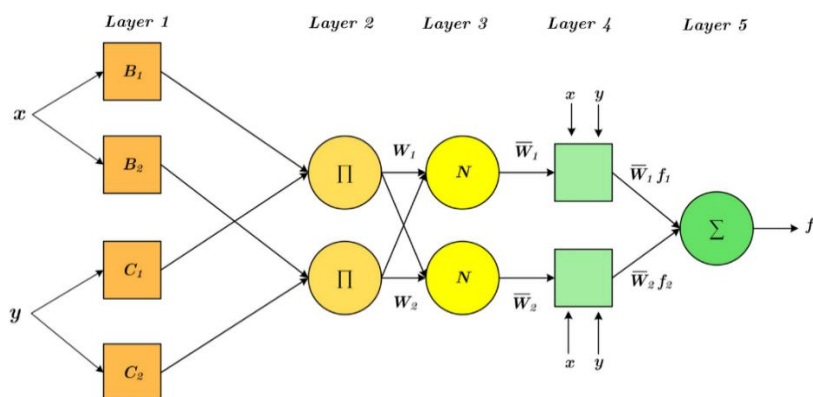 Layer 1 Layer 2 Layer 3 Layer 4 Layer 5
B₁
x y
x
B₂
W₁
W̅₁
W̅₁ f₁
∏
N
∑
f
C₁
∏
N
W̅₂ f₂
y
W₂
W̅₂
C₂
x y